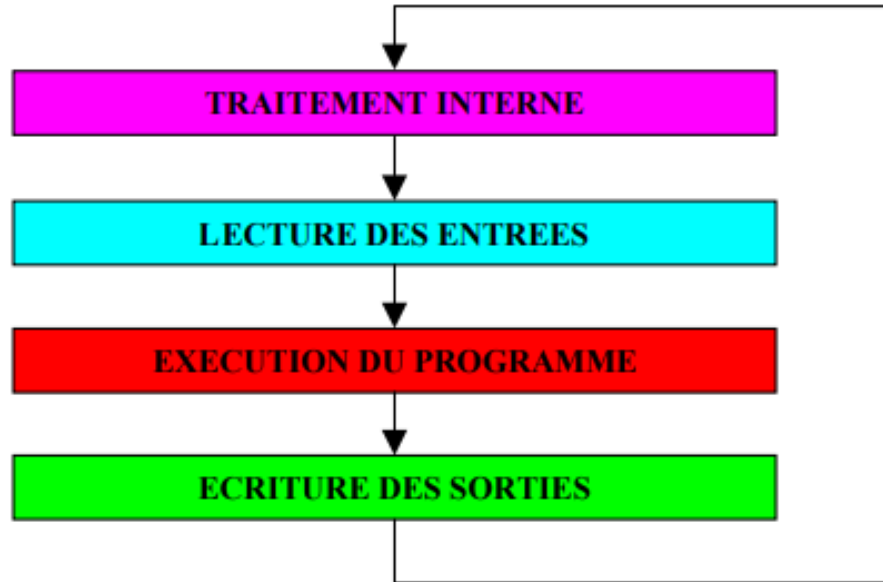 TRAITEMENT INTERNE
LECTURE DES ENTREES
EXECUTION DU PROGRAMME
ECRITURE DES SORTIES